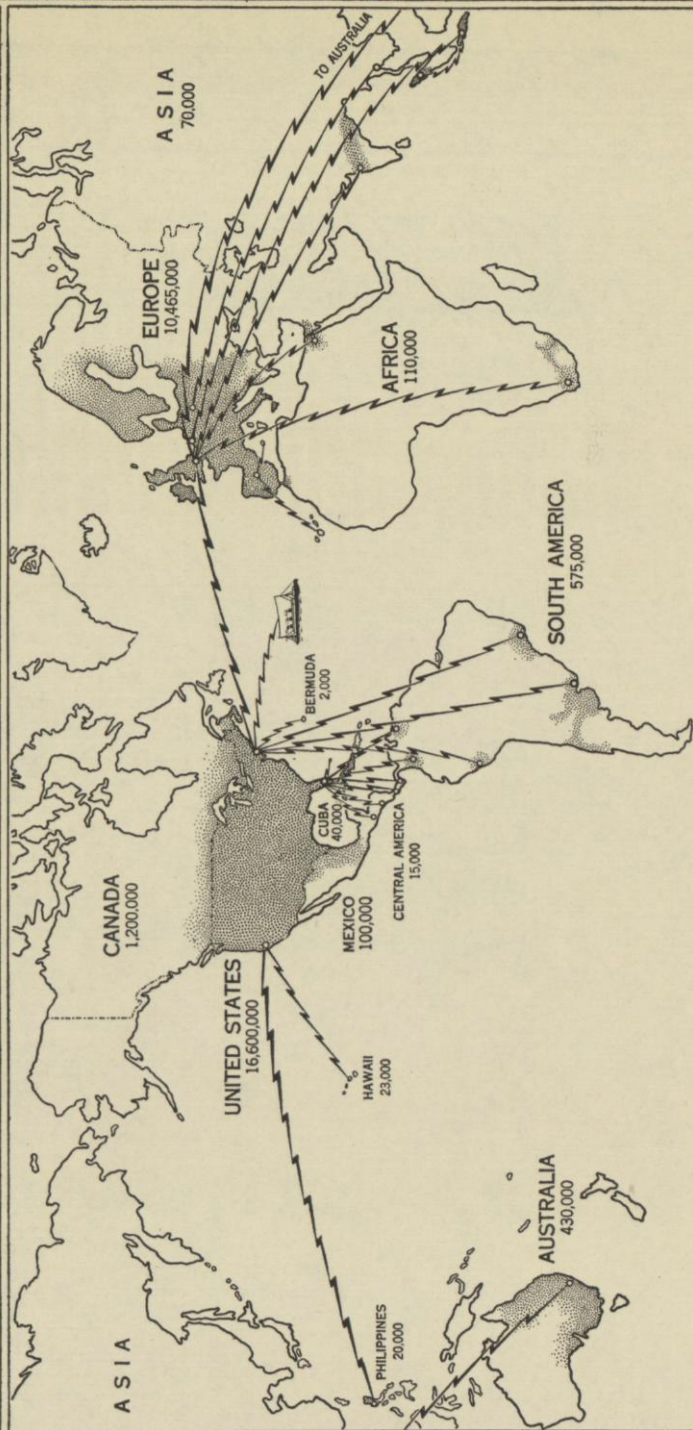 ASIA
PHILIPPINES
20,000
AUSTRALIA
430,000
HAWAII
23,000
UNITED STATES
16,600,000
CANADA
1,200,000
MEXICO
100,000
CENTRAL AMERICA
15,000
CUBA
40,000
BERMUDA
2,000
SOUTH AMERICA
575,000
EUROPE
10,465,000
AFRICA
110,000
ASIA
70,000
TO AUSTRALIA